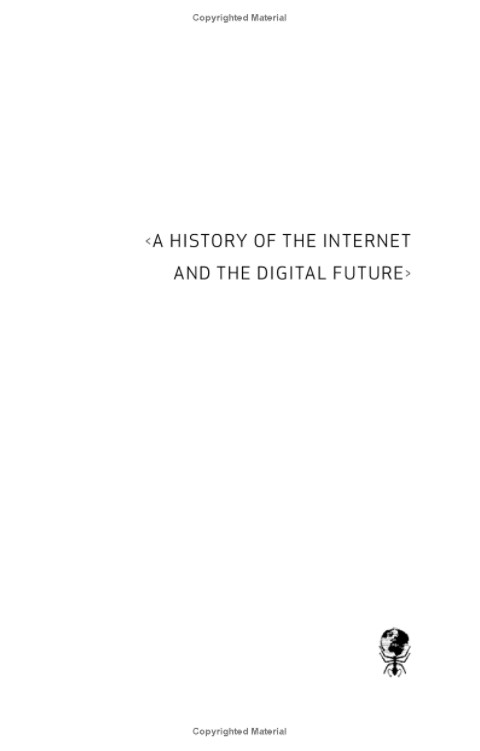 Copyrighted Material
‹A HISTORY OF THE INTERNET
AND THE DIGITAL FUTURE›
Copyrighted Material